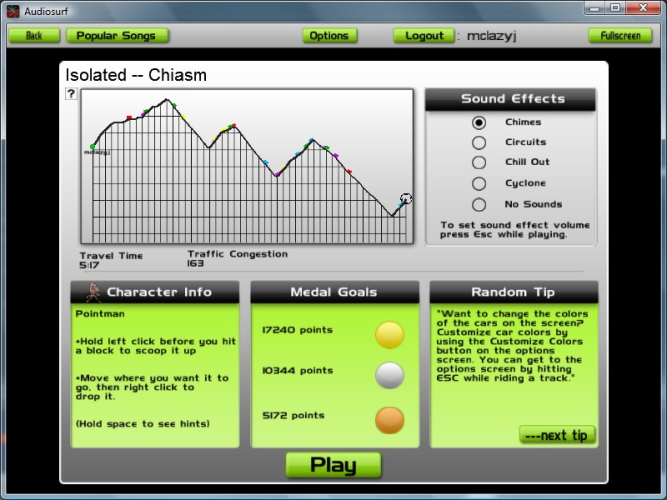 Audiosurf
Back
Popular Songs
Options
Logout : mclazyj
Fullscreen
Isolated -- Chiasm
?
mclazyj
Travel Time
5:17
Traffic Congestion
163
Sound Effects
Chimes
Circuits
Chill Out
Cyclone
No Sounds
To set sound effect volume
press Esc while playing.
Character Info
Pointman
•Hold left click before you hit
a block to scoop it up
•Move where you want it to
go, then right click to
drop it.
(Hold space to see hints)
Medal Goals
17240 points
10344 points
5172 points
Random Tip
"Want to change the colors
of the cars on the screen?
Customize car colors by
using the Customize Colors
button on the options
screen. You can get to the
options screen by hitting
ESC while riding a track."
---next tip
Play